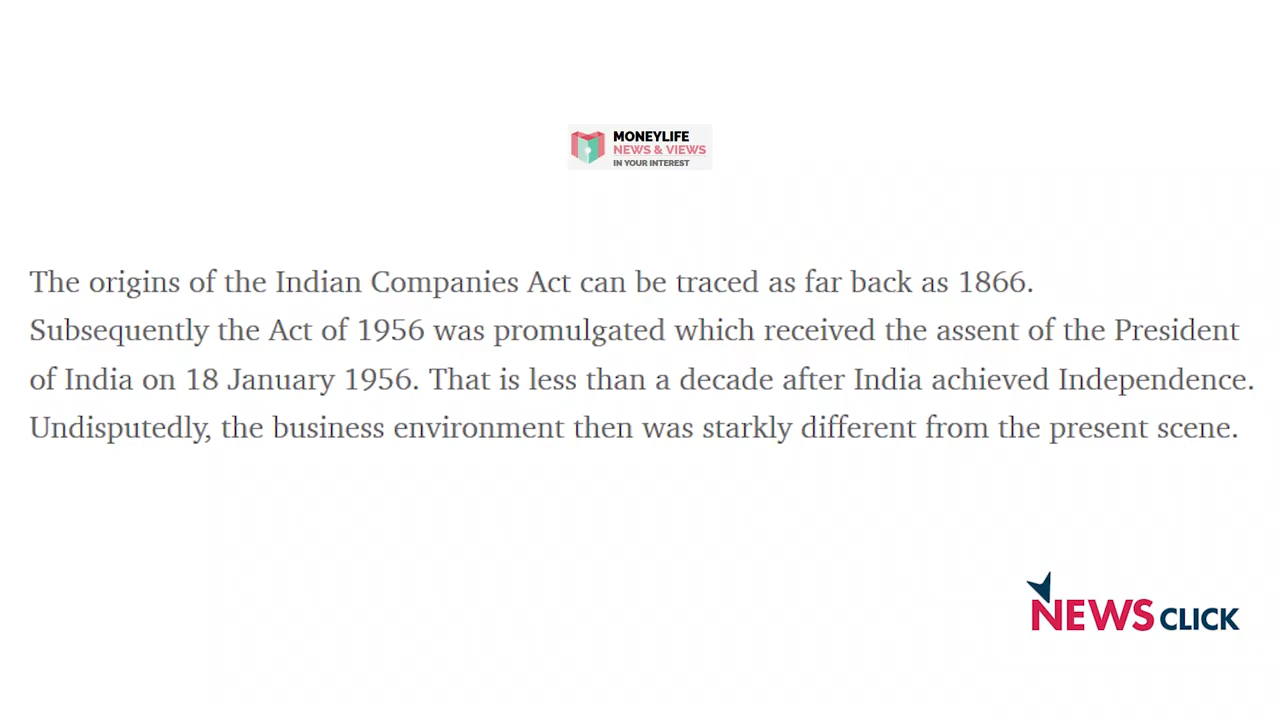 MONEYLIFE
NEWS & VIEWS
IN YOUR INTEREST
The origins of the Indian Companies Act can be traced as far back as 1866.
Subsequently the Act of 1956 was promulgated which received the assent of the President
of India on 18 January 1956. That is less than a decade after India achieved Independence.
Undisputedly, the business environment then was starkly different from the present scene.
NEWS CLICK